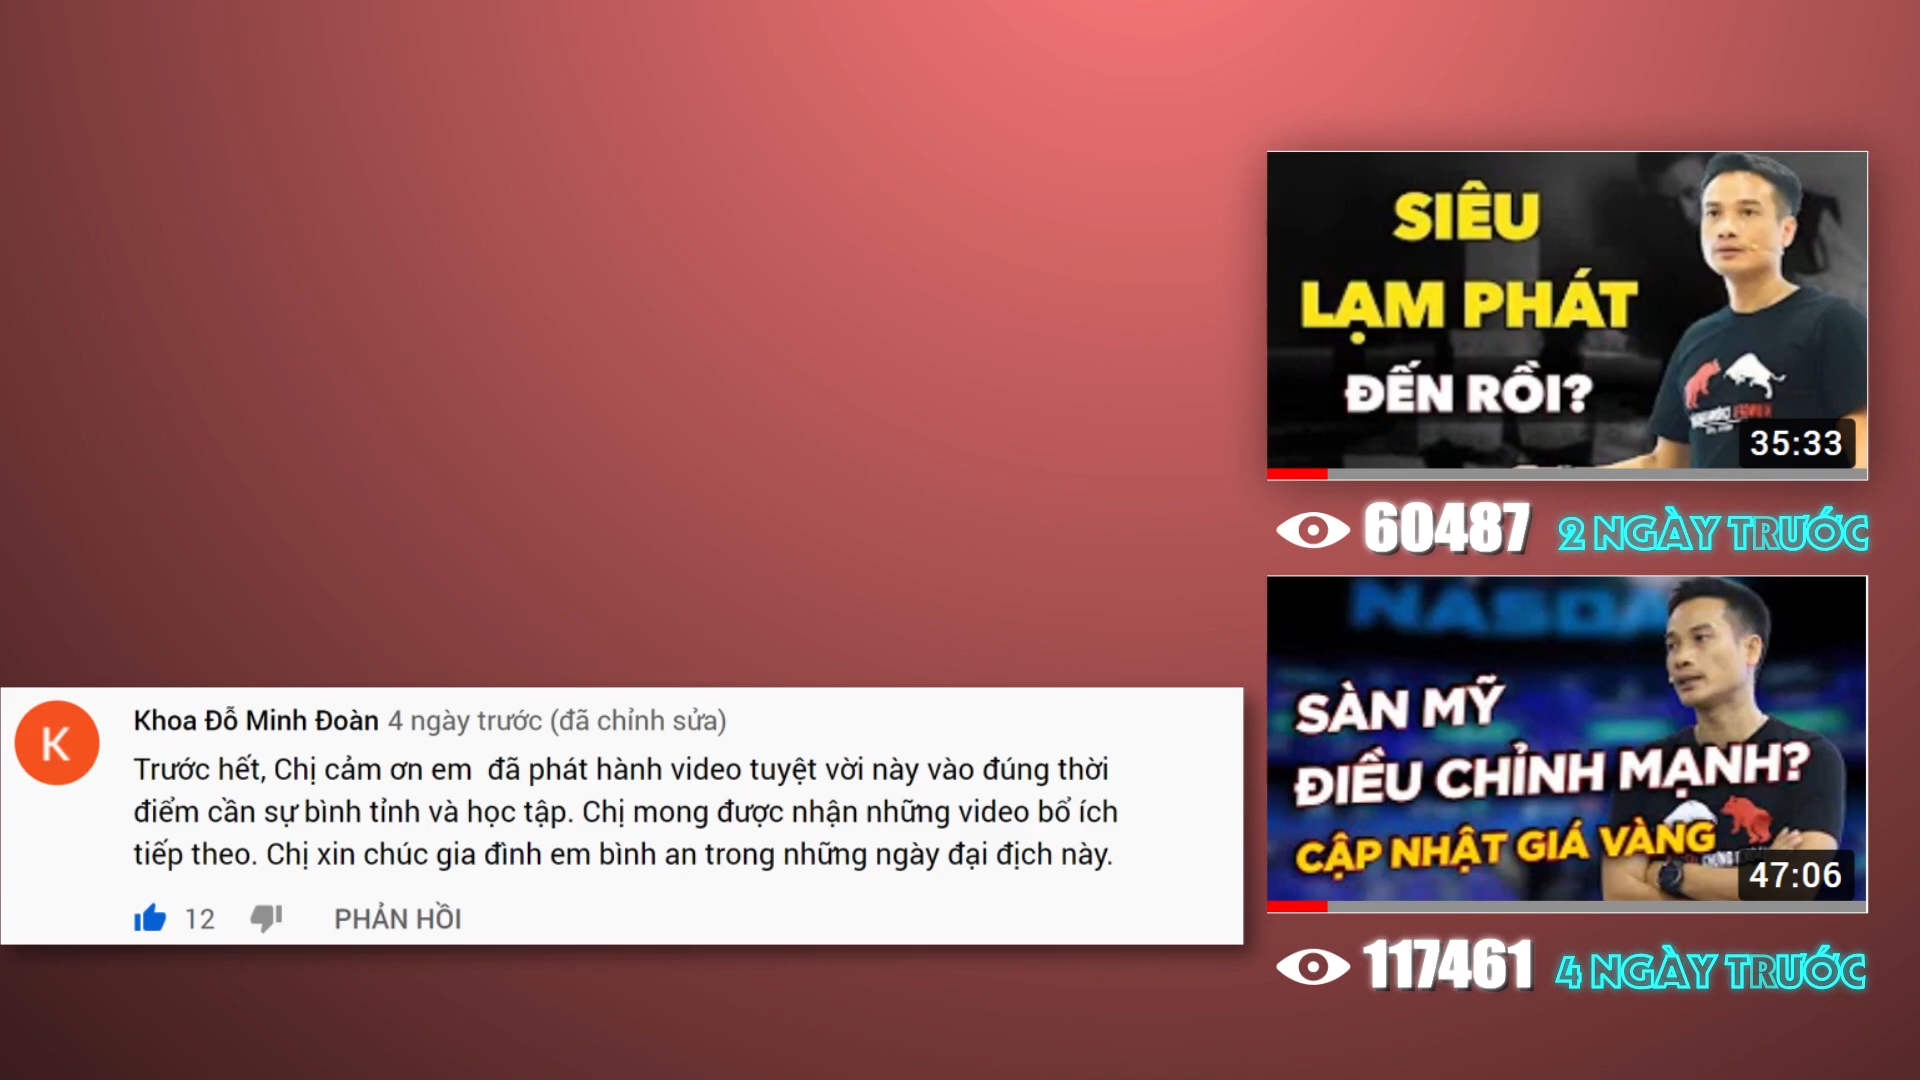 SIÊU
LẠM PHÁT
ĐẾN RỒI?
35:33
60487 2 NGÀY TRƯỚC
NASDA
SÀN MỸ
ĐIỀU CHỈNH MẠNH?
CẬP NHẬT GIÁ VÀNG
47:06
117461 4 NGÀY TRƯỚC
K
Khoa Đỗ Minh Đoàn 4 ngày trước (đã chỉnh sửa)
Trước hết, Chị cảm ơn em đã phát hành video tuyệt vời này vào đúng thời
điểm cần sự bình tỉnh và học tập. Chị mong được nhận những video bổ ích
tiếp theo. Chị xin chúc gia đình em bình an trong những ngày đại địch này.
12 PHẢN HỒI